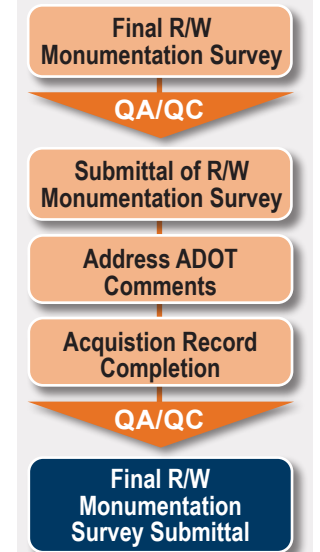 Final R/W
Monumentation Survey
QA/QC
Submittal of R/W
Monumentation Survey
Address ADOT
Comments
Acquistion Record
Completion
QA/QC
Final R/W
Monumentation
Survey Submittal